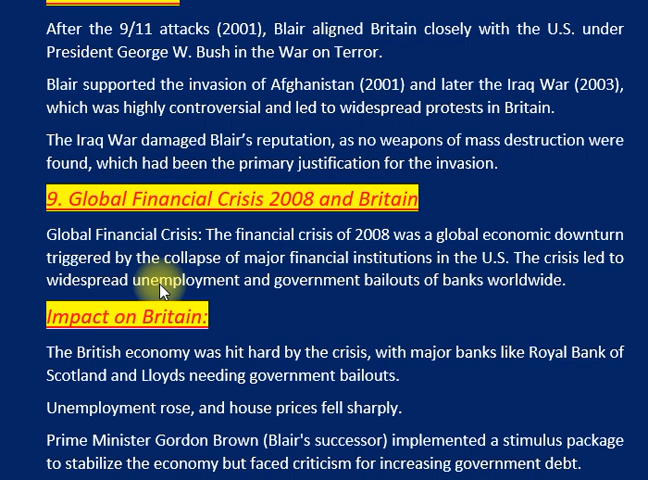 After the 9/11 attacks (2001), Blair aligned Britain closely with the U.S. under
President George W. Bush in the War on Terror.
Blair supported the invasion of Afghanistan (2001) and later the Iraq War (2003),
which was highly controversial and led to widespread protests in Britain.
The Iraq War damaged Blair’s reputation, as no weapons of mass destruction were
found, which had been the primary justification for the invasion.
9. Global Financial Crisis 2008 and Britain
Global Financial Crisis: The financial crisis of 2008 was a global economic downturn
triggered by the collapse of major financial institutions in the U.S. The crisis led to
widespread unemployment and government bailouts of banks worldwide.
Impact on Britain:
The British economy was hit hard by the crisis, with major banks like Royal Bank of
Scotland and Lloyds needing government bailouts.
Unemployment rose, and house prices fell sharply.
Prime Minister Gordon Brown (Blair's successor) implemented a stimulus package
to stabilize the economy but faced criticism for increasing government debt.